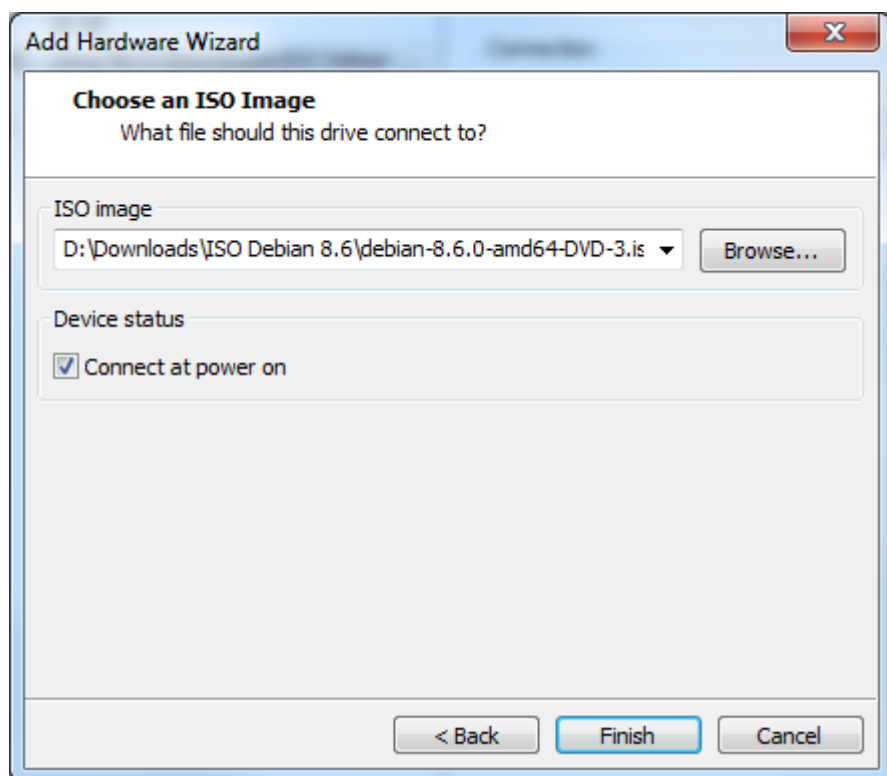 Add Hardware Wizard
Choose an ISO Image
What file should this drive connect to?
ISO image
D:\Downloads\ISO Debian 8.6\debian-8.6.0-amd64-DVD-3.is
Browse...
Device status
Connect at power on
< Back
Finish
Cancel